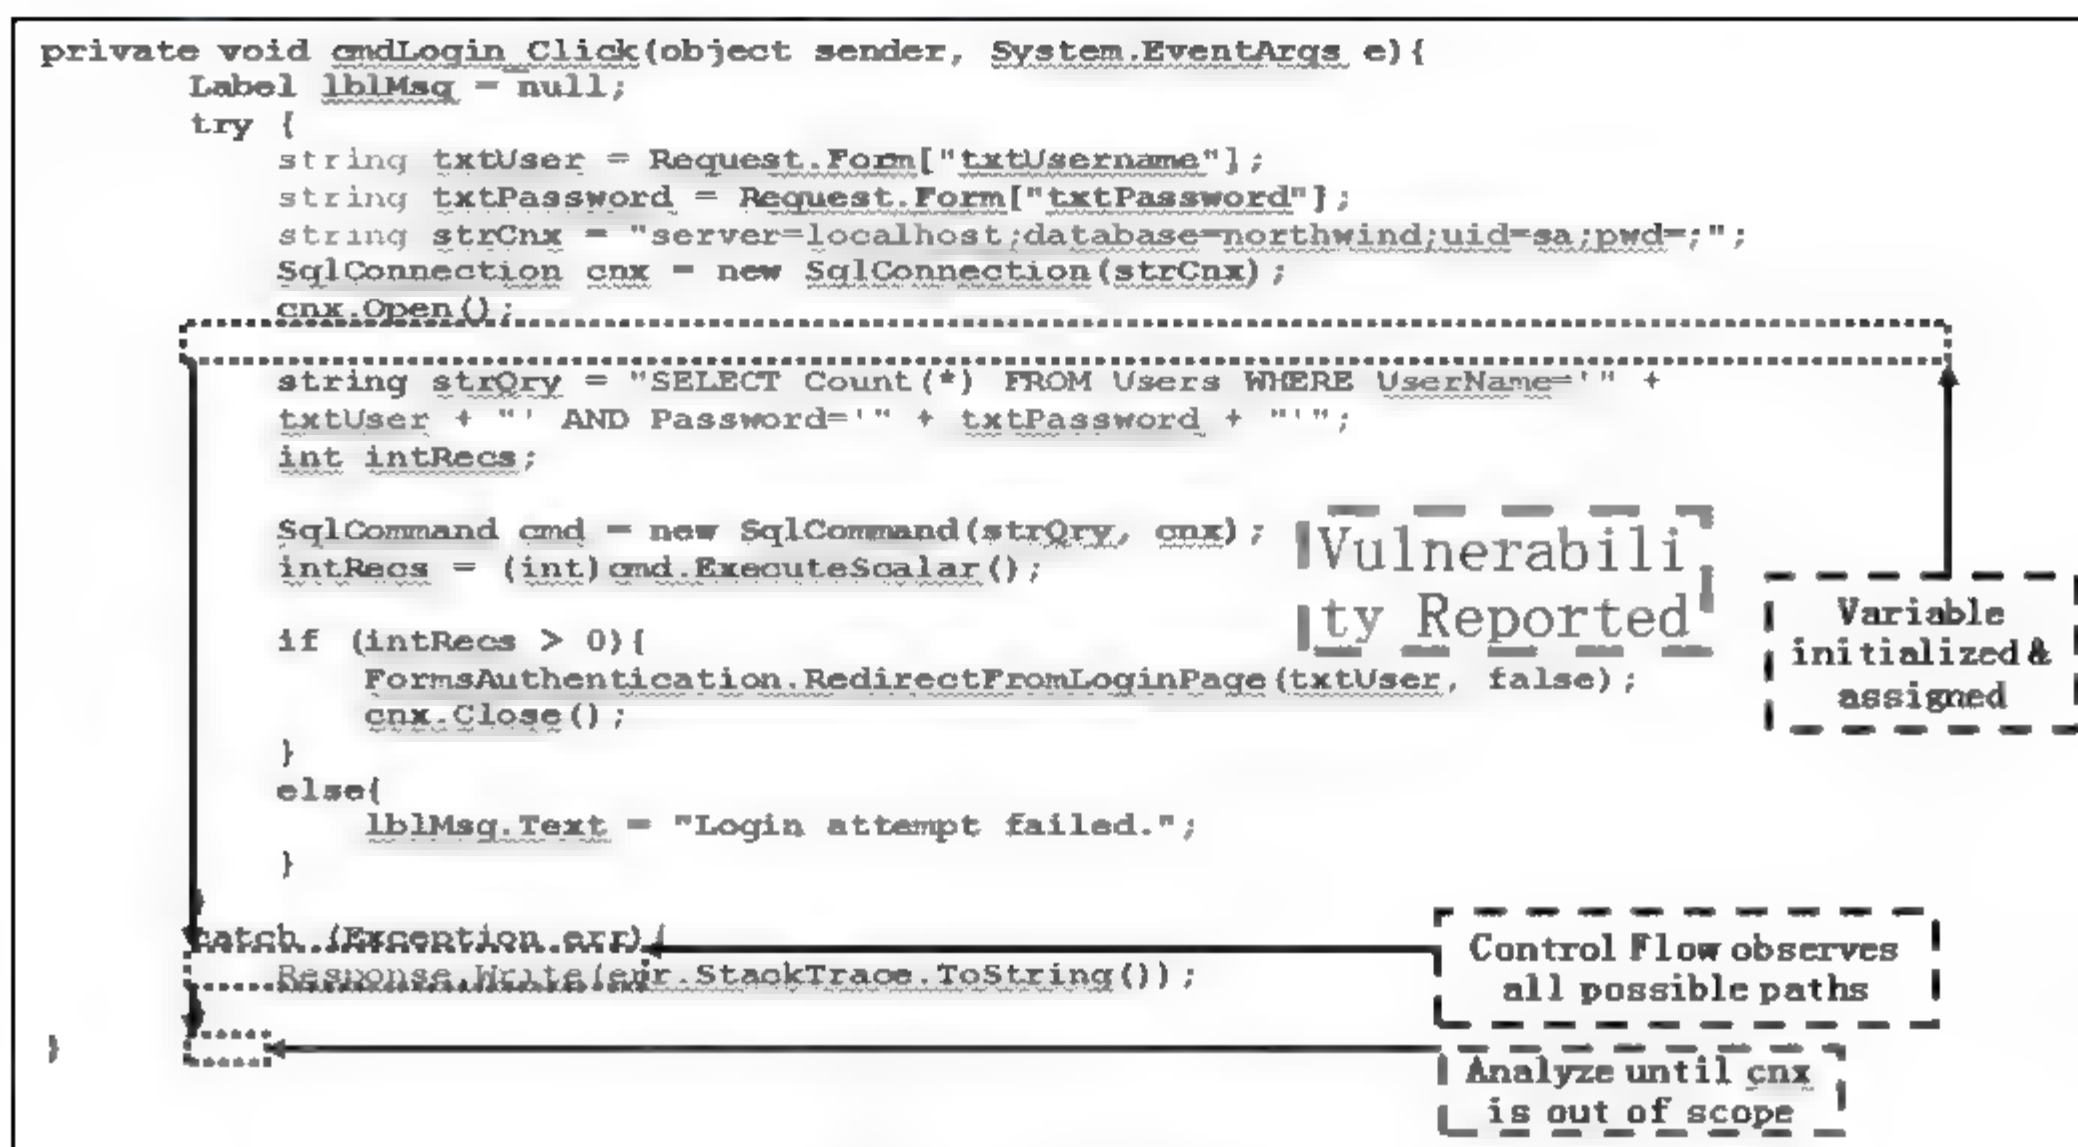 private void cmdLogin_Click(object sender, System.EventArgs e){
Label lblMsg = null;
try {
string txtUser = Request.Form["txtUsername"];
string txtPassword = Request.Form["txtPassword"];
string strCnx = "server=localhost;database=northwind;uid=sa;pwd=;";
SqlConnection cnx = new SqlConnection(strCnx);
cnx.Open();
string strQry = "SELECT Count(*) FROM Users WHERE UserName='" +
txtUser + "' AND Password='" + txtPassword + "'";
int intRecs;
SqlCommand cmd = new SqlCommand(strQry, cnx);
intRecs = (int)cmd.ExecuteScalar();
Vulnerabili
ty Reported
if (intRecs > 0){
FormsAuthentication.RedirectFromLoginPage(txtUser, false);
cnx.Close();
}
else{
lblMsg.Text = "Login attempt failed.";
}
Variable
initialized &
assigned
}
catch (Exception err){
Response.Write(err.StackTrace.ToString());
}
}
Control Flow observes
all possible paths
Analyze until cnx
is out of scope